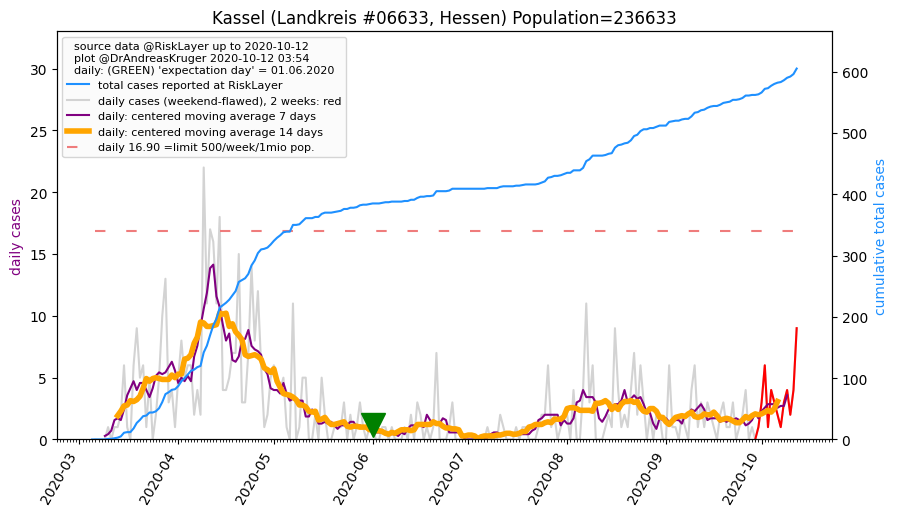 Kassel (Landkreis #06633, Hessen) Population=236633
source data @RiskLayer up to 2020-10-12
plot @DrAndreasKruger 2020-10-12 03:54
daily: (GREEN) 'expectation day' = 01.06.2020
total cases reported at RiskLayer
daily cases (weekend-flawed), 2 weeks: red
daily: centered moving average 7 days
daily: centered moving average 14 days
daily 16.90 =limit 500/week/1mio pop.
daily cases
30
25
20
15
10
5
0
cumulative total cases
600
500
400
300
200
100
0
2020-03
2020-04
2020-05
2020-06
2020-07
2020-08
2020-09
2020-10